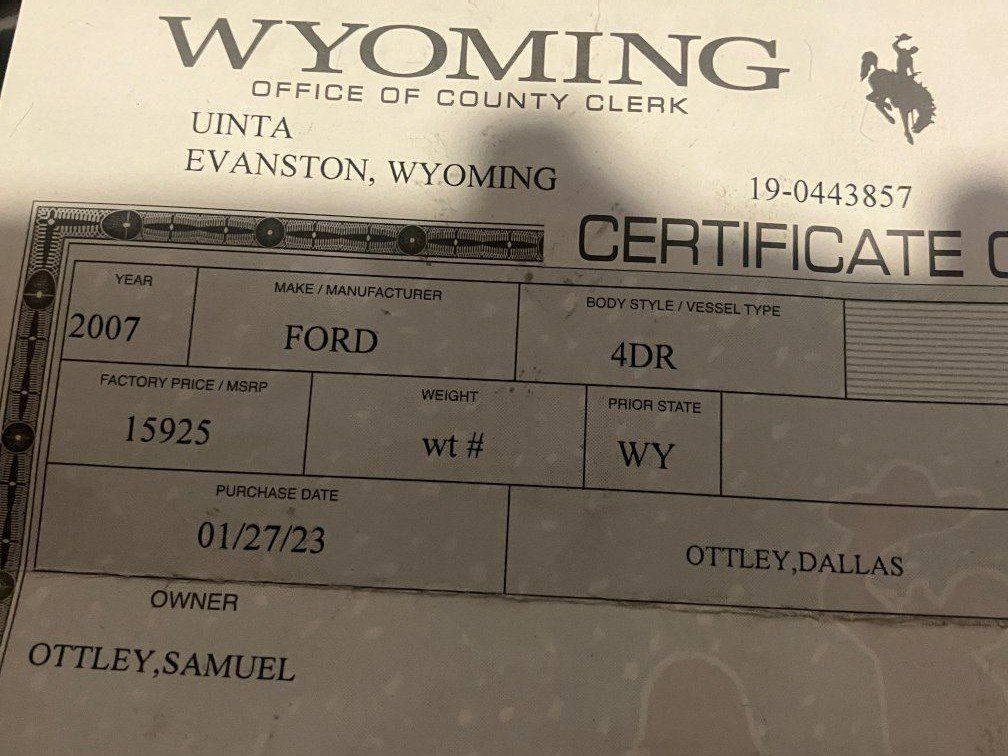 WYOMING
OFFICE OF COUNTY CLERK
UINTA
EVANSTON, WYOMING
19-0443857
CERTIFICATE
YEAR
2007
MAKE / MANUFACTURER
FORD
BODY STYLE / VESSEL TYPE
4DR
FACTORY PRICE / MSRP
15925
WEIGHT
wt #
PRIOR STATE
WY
PURCHASE DATE
01/27/23
OTTLEY,DALLAS
OWNER
OTTLEY,SAMUEL